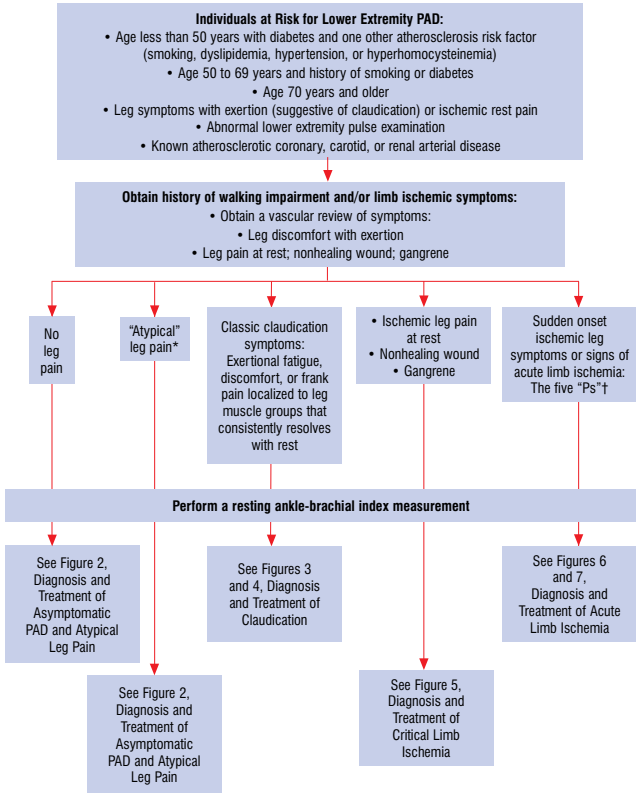 Individuals at Risk for Lower Extremity PAD:
• Age less than 50 years with diabetes and one other atherosclerosis risk factor
(smoking, dyslipidemia, hypertension, or hyperhomocysteinemia)
• Age 50 to 69 years and history of smoking or diabetes
• Age 70 years and older
• Leg symptoms with exertion (suggestive of claudication) or ischemic rest pain
• Abnormal lower extremity pulse examination
• Known atherosclerotic coronary, carotid, or renal arterial disease
Obtain history of walking impairment and/or limb ischemic symptoms:
• Obtain a vascular review of symptoms:
• Leg discomfort with exertion
• Leg pain at rest; nonhealing wound; gangrene
No
leg
pain
“Atypical”
leg pain*
Classic claudication
symptoms:
Exertional fatigue,
discomfort, or frank
pain localized to leg
muscle groups that
consistently resolves
with rest
• Ischemic leg pain
at rest
• Nonhealing wound
• Gangrene
Sudden onset
ischemic leg
symptoms or signs of
acute limb ischemia:
The five “Ps”†
Perform a resting ankle-brachial index measurement
See Figure 2,
Diagnosis and
Treatment of
Asymptomatic
PAD and Atypical
Leg Pain
See Figure 2,
Diagnosis and
Treatment of
Asymptomatic
PAD and Atypical
Leg Pain
See Figures 3
and 4, Diagnosis
and Treatment of
Claudication
See Figure 5,
Diagnosis and
Treatment of
Critical Limb
Ischemia
See Figures 6
and 7,
Diagnosis and
Treatment of Acute
Limb Ischemia